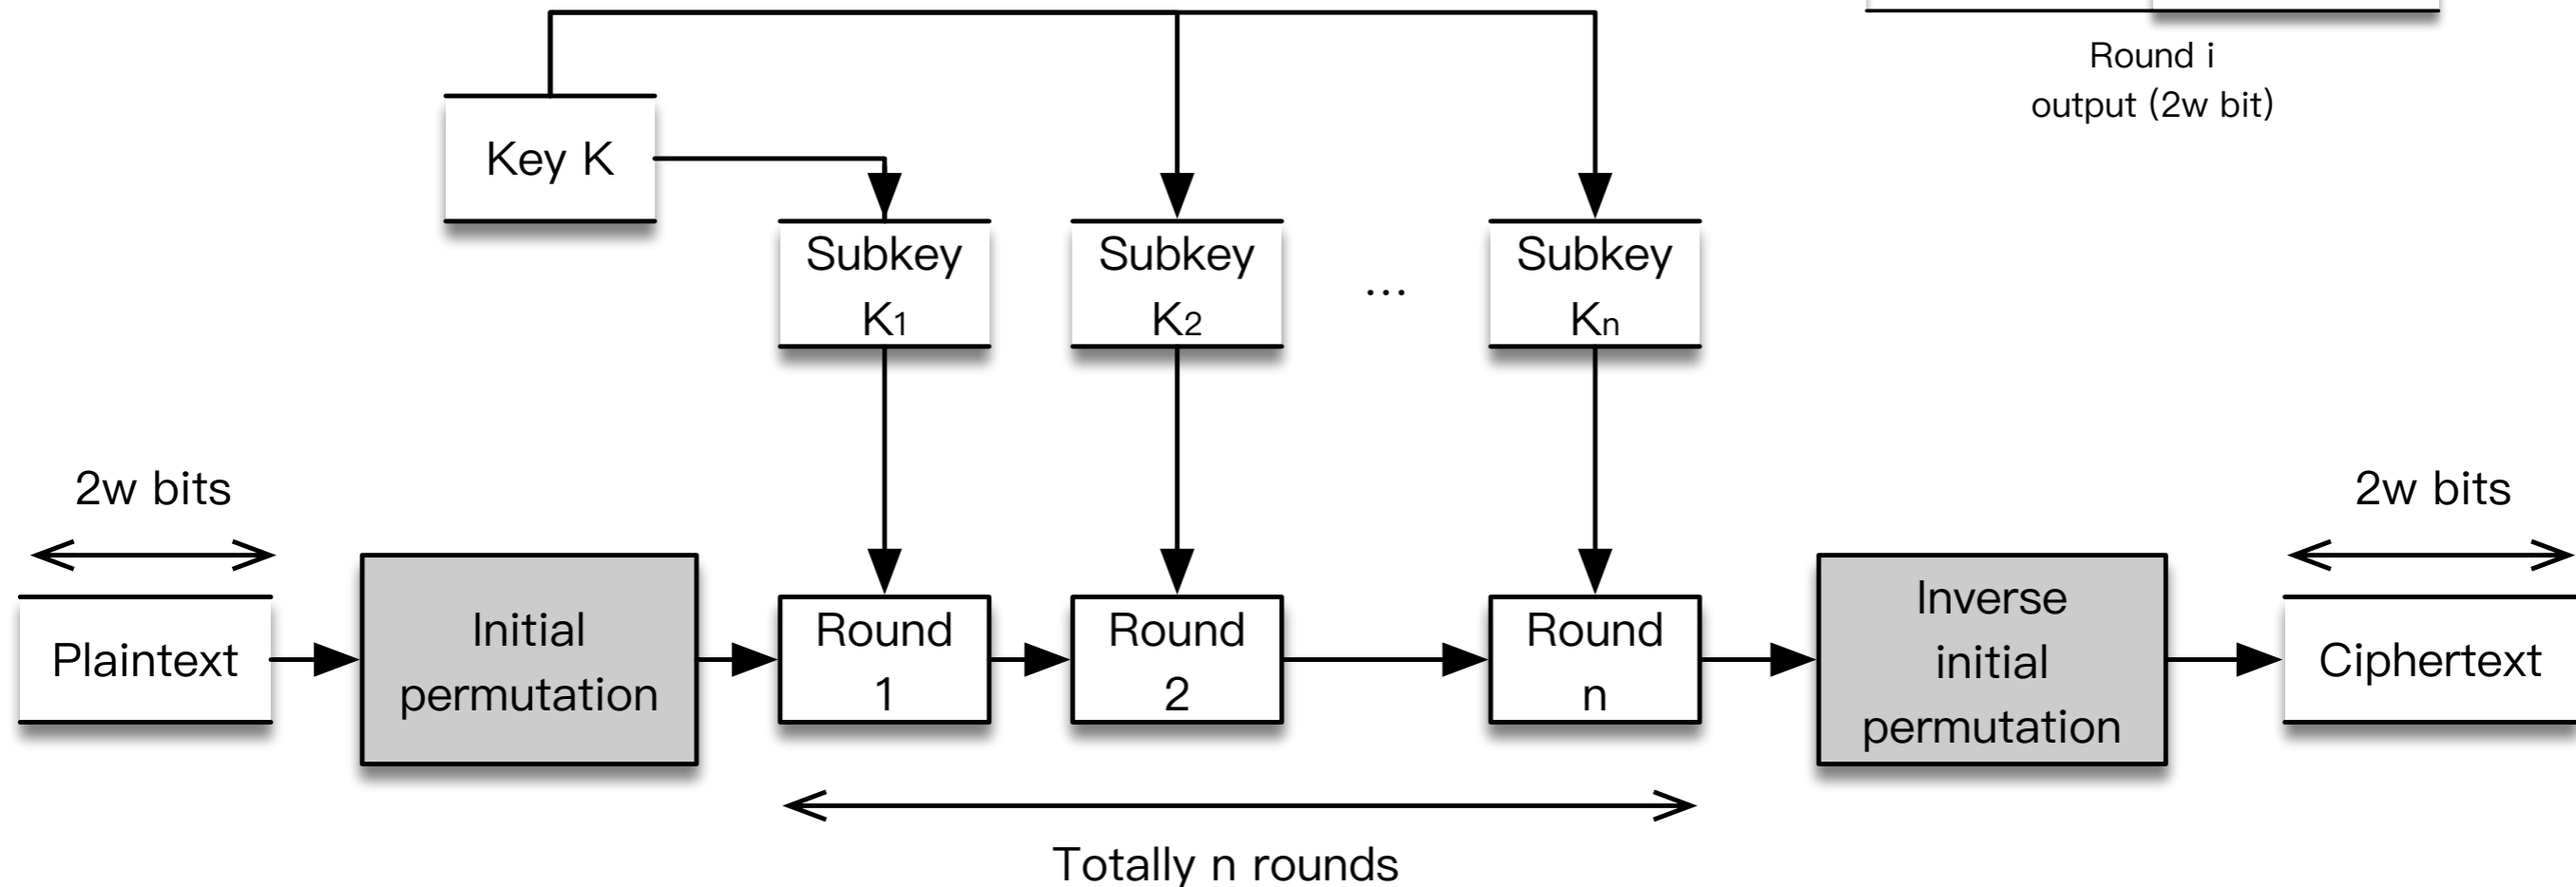 Round i
output (2w bit)
Key K
Subkey
K1
Subkey
K2
...
Subkey
Kn
2w bits
2w bits
Plaintext
Initial
permutation
Round
1
Round
2
Round
n
Inverse
initial
permutation
Ciphertext
Totally n rounds